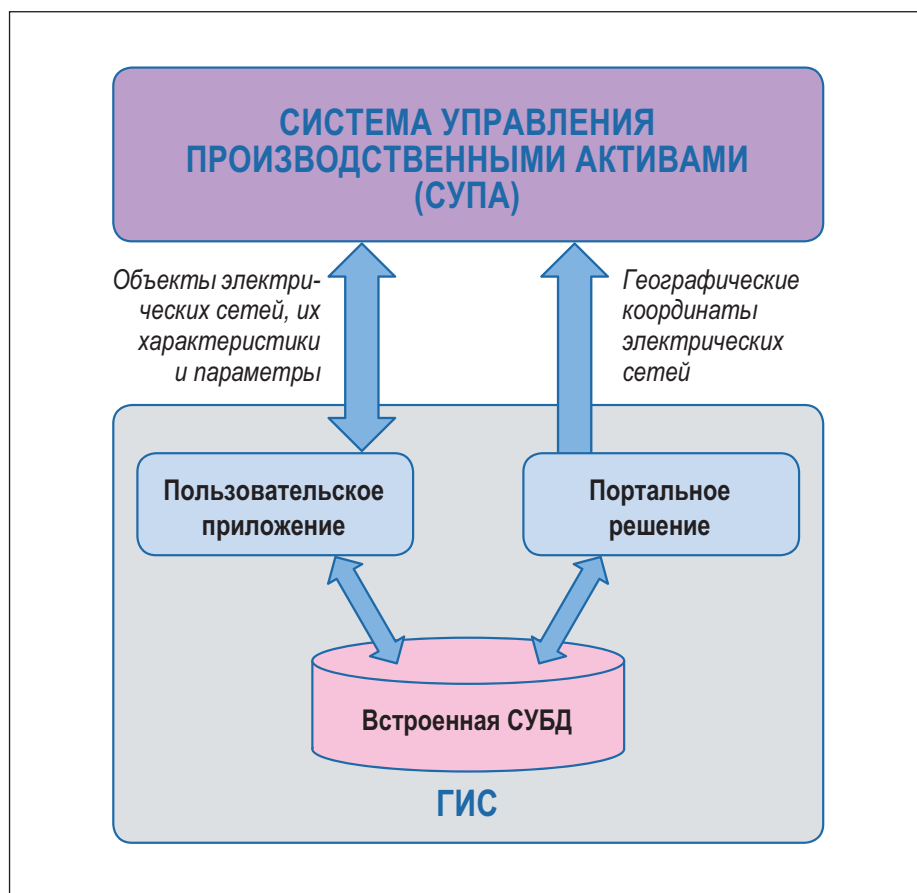 СИСТЕМА УПРАВЛЕНИЯ
ПРОИЗВОДСТВЕННЫМИ АКТИВАМИ
(СУПА)
Объекты электри-
ческих сетей, их
характеристики
и параметры
Географические
координаты
электрических
сетей
Пользовательское
приложение
Портальное
решение
Встроенная СУБД
ГИС